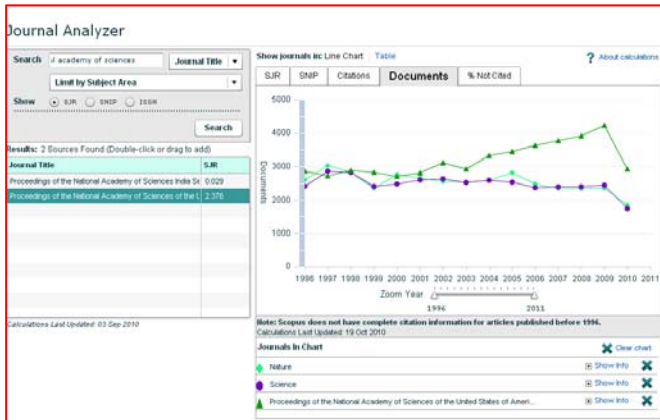 Journal Analyzer
Search
l academy of sciences
Journal Title
Limit by Subject Area
Show
SJR
SNIP
ISSN
Search
Results: 2 Sources Found (Double-click or drag to add)
Journal Title
SJR
Proceedings of the National Academy of Sciences India Se
0.029
Proceedings of the National Academy of Sciences of the U
2.376
Calculations Last Updated: 03 Sep 2010
Show journals in: Line Chart Table
? About calculations
SJR
SNIP
Citations
Documents
% Not Cited
5000
4000
3000
2000
1000
0
Documents
1996 1997 1998 1999 2000 2001 2002 2003 2004 2005 2006 2007 2008 2009 2010 2011
Zoom Year
1996
2011
Note: Scopus does not have complete citation information for articles published before 1996.
Calculations Last Updated: 19 Oct 2010
Journals In Chart
Clear chart
Nature
Show Info
Science
Show Info
Proceedings of the National Academy of Sciences of the United States of Ameri...
Show Info